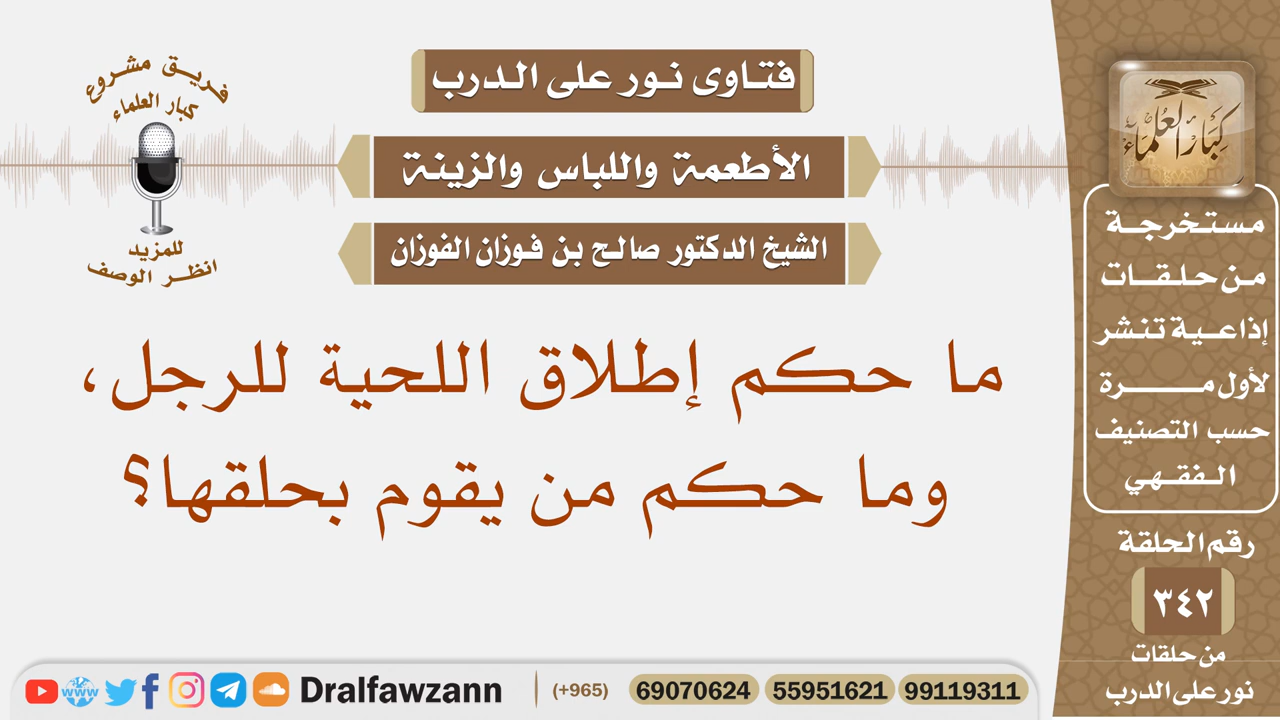 فتاوى نور على الدرب
الأطعمة واللباس والزينة
الشيخ الدكتور صالح بن فوزان الفوزان
ما حكم إطلاق اللحية للرجل،
وما حكم من يقوم بحلقها؟
فريق مشروع
كبار العلماء
للمزيد
انظر الوصف
كبار العلماء
مستخرجة
من حلقات
إذاعية تنشر
لأول مرة
حسب التصنيف
الفقهي
رقم الحلقة
٣٤٢
من حلقات
نور على الدرب
www Dralfawzann (+965) 69070624 55951621 99119311